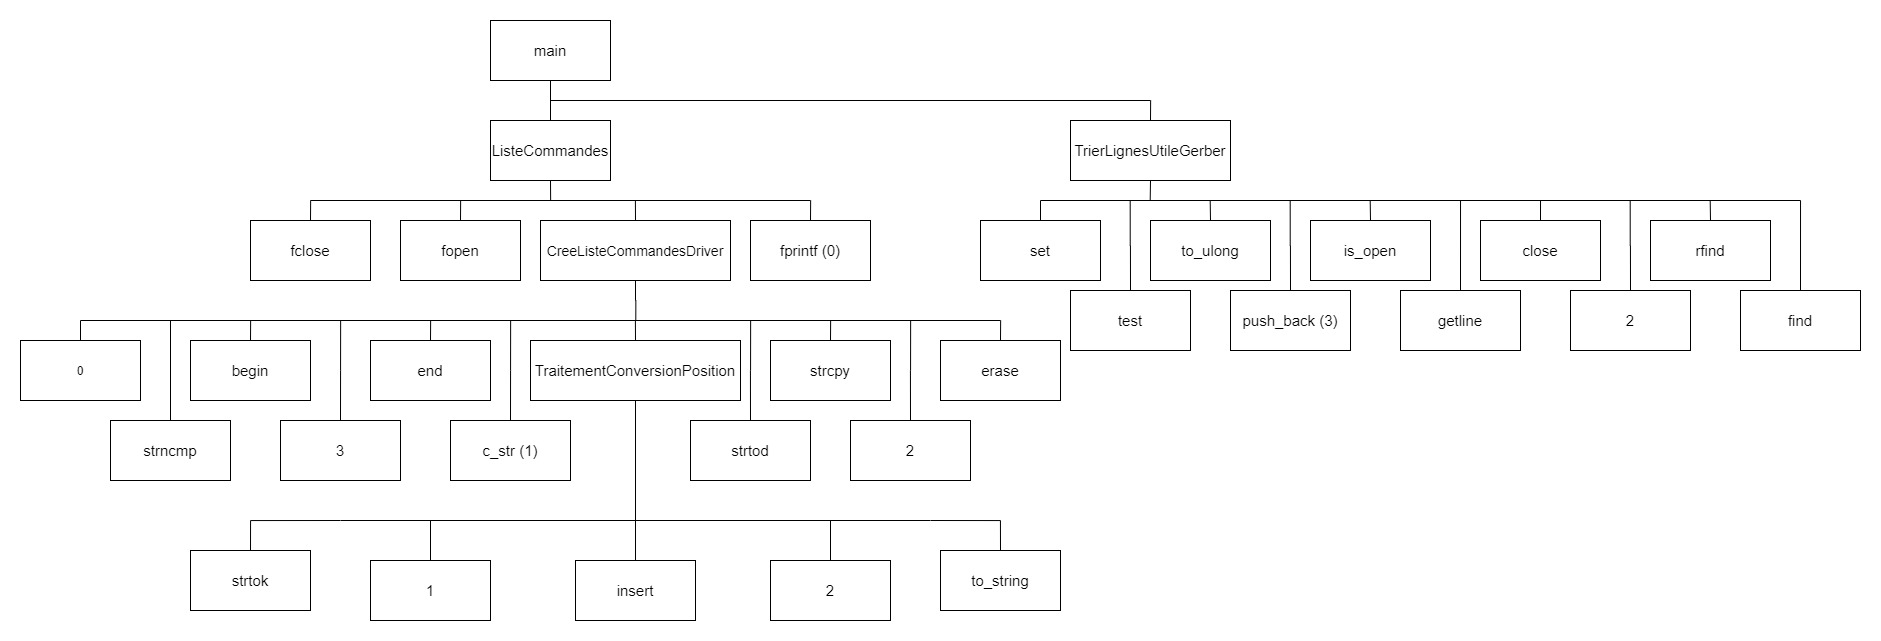 main
ListeCommandes
TrierLignesUtileGerber
fclose
fopen
CreeListeCommandesDriver
fprintf (0)
set
to_ulong
is_open
close
rfind
test
push_back (3)
getline
2
find
0
begin
end
TraitementConversionPosition
strcpy
erase
strncmp
3
c_str (1)
strtod
2
strtok
1
insert
2
to_string